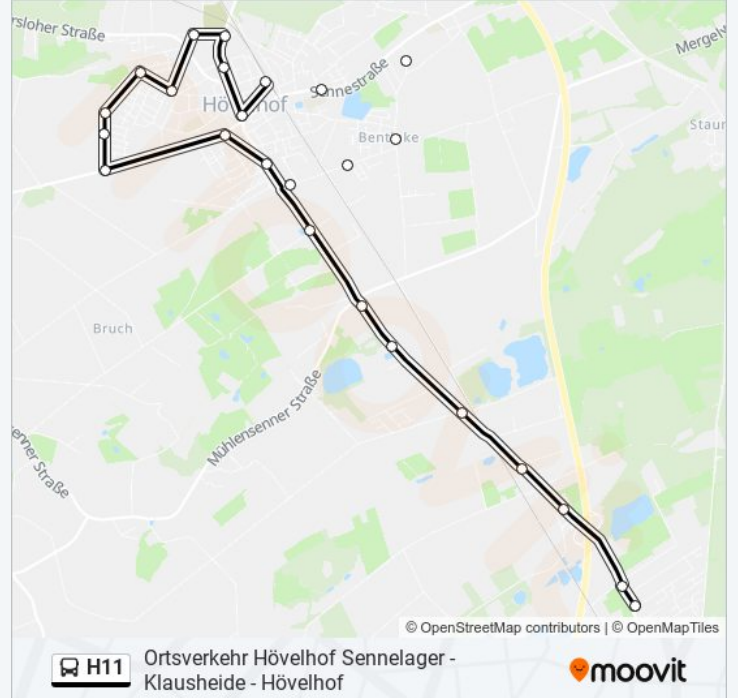 ersloher Straße
Mergelw
Sennestraße
Hövelhof
Bentlake
Staum
Bruch
Mühlensenner Straße
enner Straße
© OpenStreetMap contributors | © OpenMapTiles
H11
Ortsverkehr Hövelhof Sennelager -
Klausheide - Hövelhof
moovit